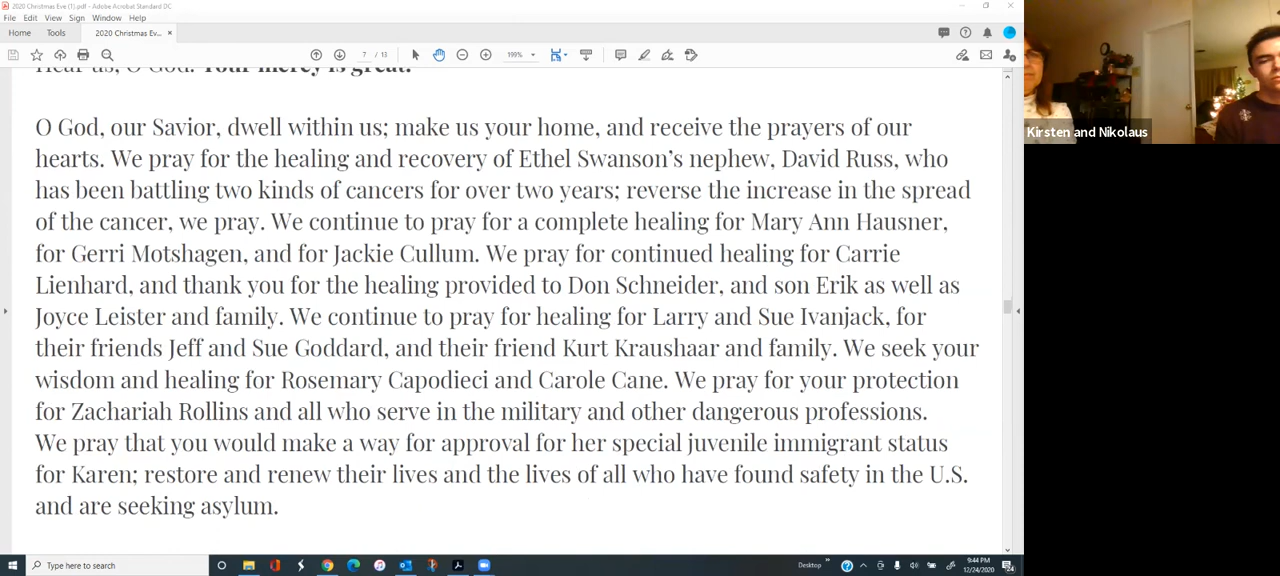 2020 Christmas Eve (1).pdf - Adobe Acrobat Standard DC
File Edit View Sign Window Help
Home Tools 2020 Christmas Eve... ×
7 / 13 199%
Hear us, O God. Your mercy is great.
O God, our Savior, dwell within us; make us your home, and receive the prayers of our
hearts. We pray for the healing and recovery of Ethel Swanson’s nephew, David Russ, who
has been battling two kinds of cancers for over two years; reverse the increase in the spread
of the cancer, we pray. We continue to pray for a complete healing for Mary Ann Hausner,
for Gerri Motshagen, and for Jackie Cullum. We pray for continued healing for Carrie
Lienhard, and thank you for the healing provided to Don Schneider, and son Erik as well as
Joyce Leister and family. We continue to pray for healing for Larry and Sue Ivanjack, for
their friends Jeff and Sue Goddard, and their friend Kurt Kraushaar and family. We seek your
wisdom and healing for Rosemary Capodieci and Carole Cane. We pray for your protection
for Zachariah Rollins and all who serve in the military and other dangerous professions.
We pray that you would make a way for approval for her special juvenile immigrant status
for Karen; restore and renew their lives and the lives of all who have found safety in the U.S.
and are seeking asylum.
Kirsten and Nikolaus
Type here to search
Desktop
9:44 PM
12/24/2020
24